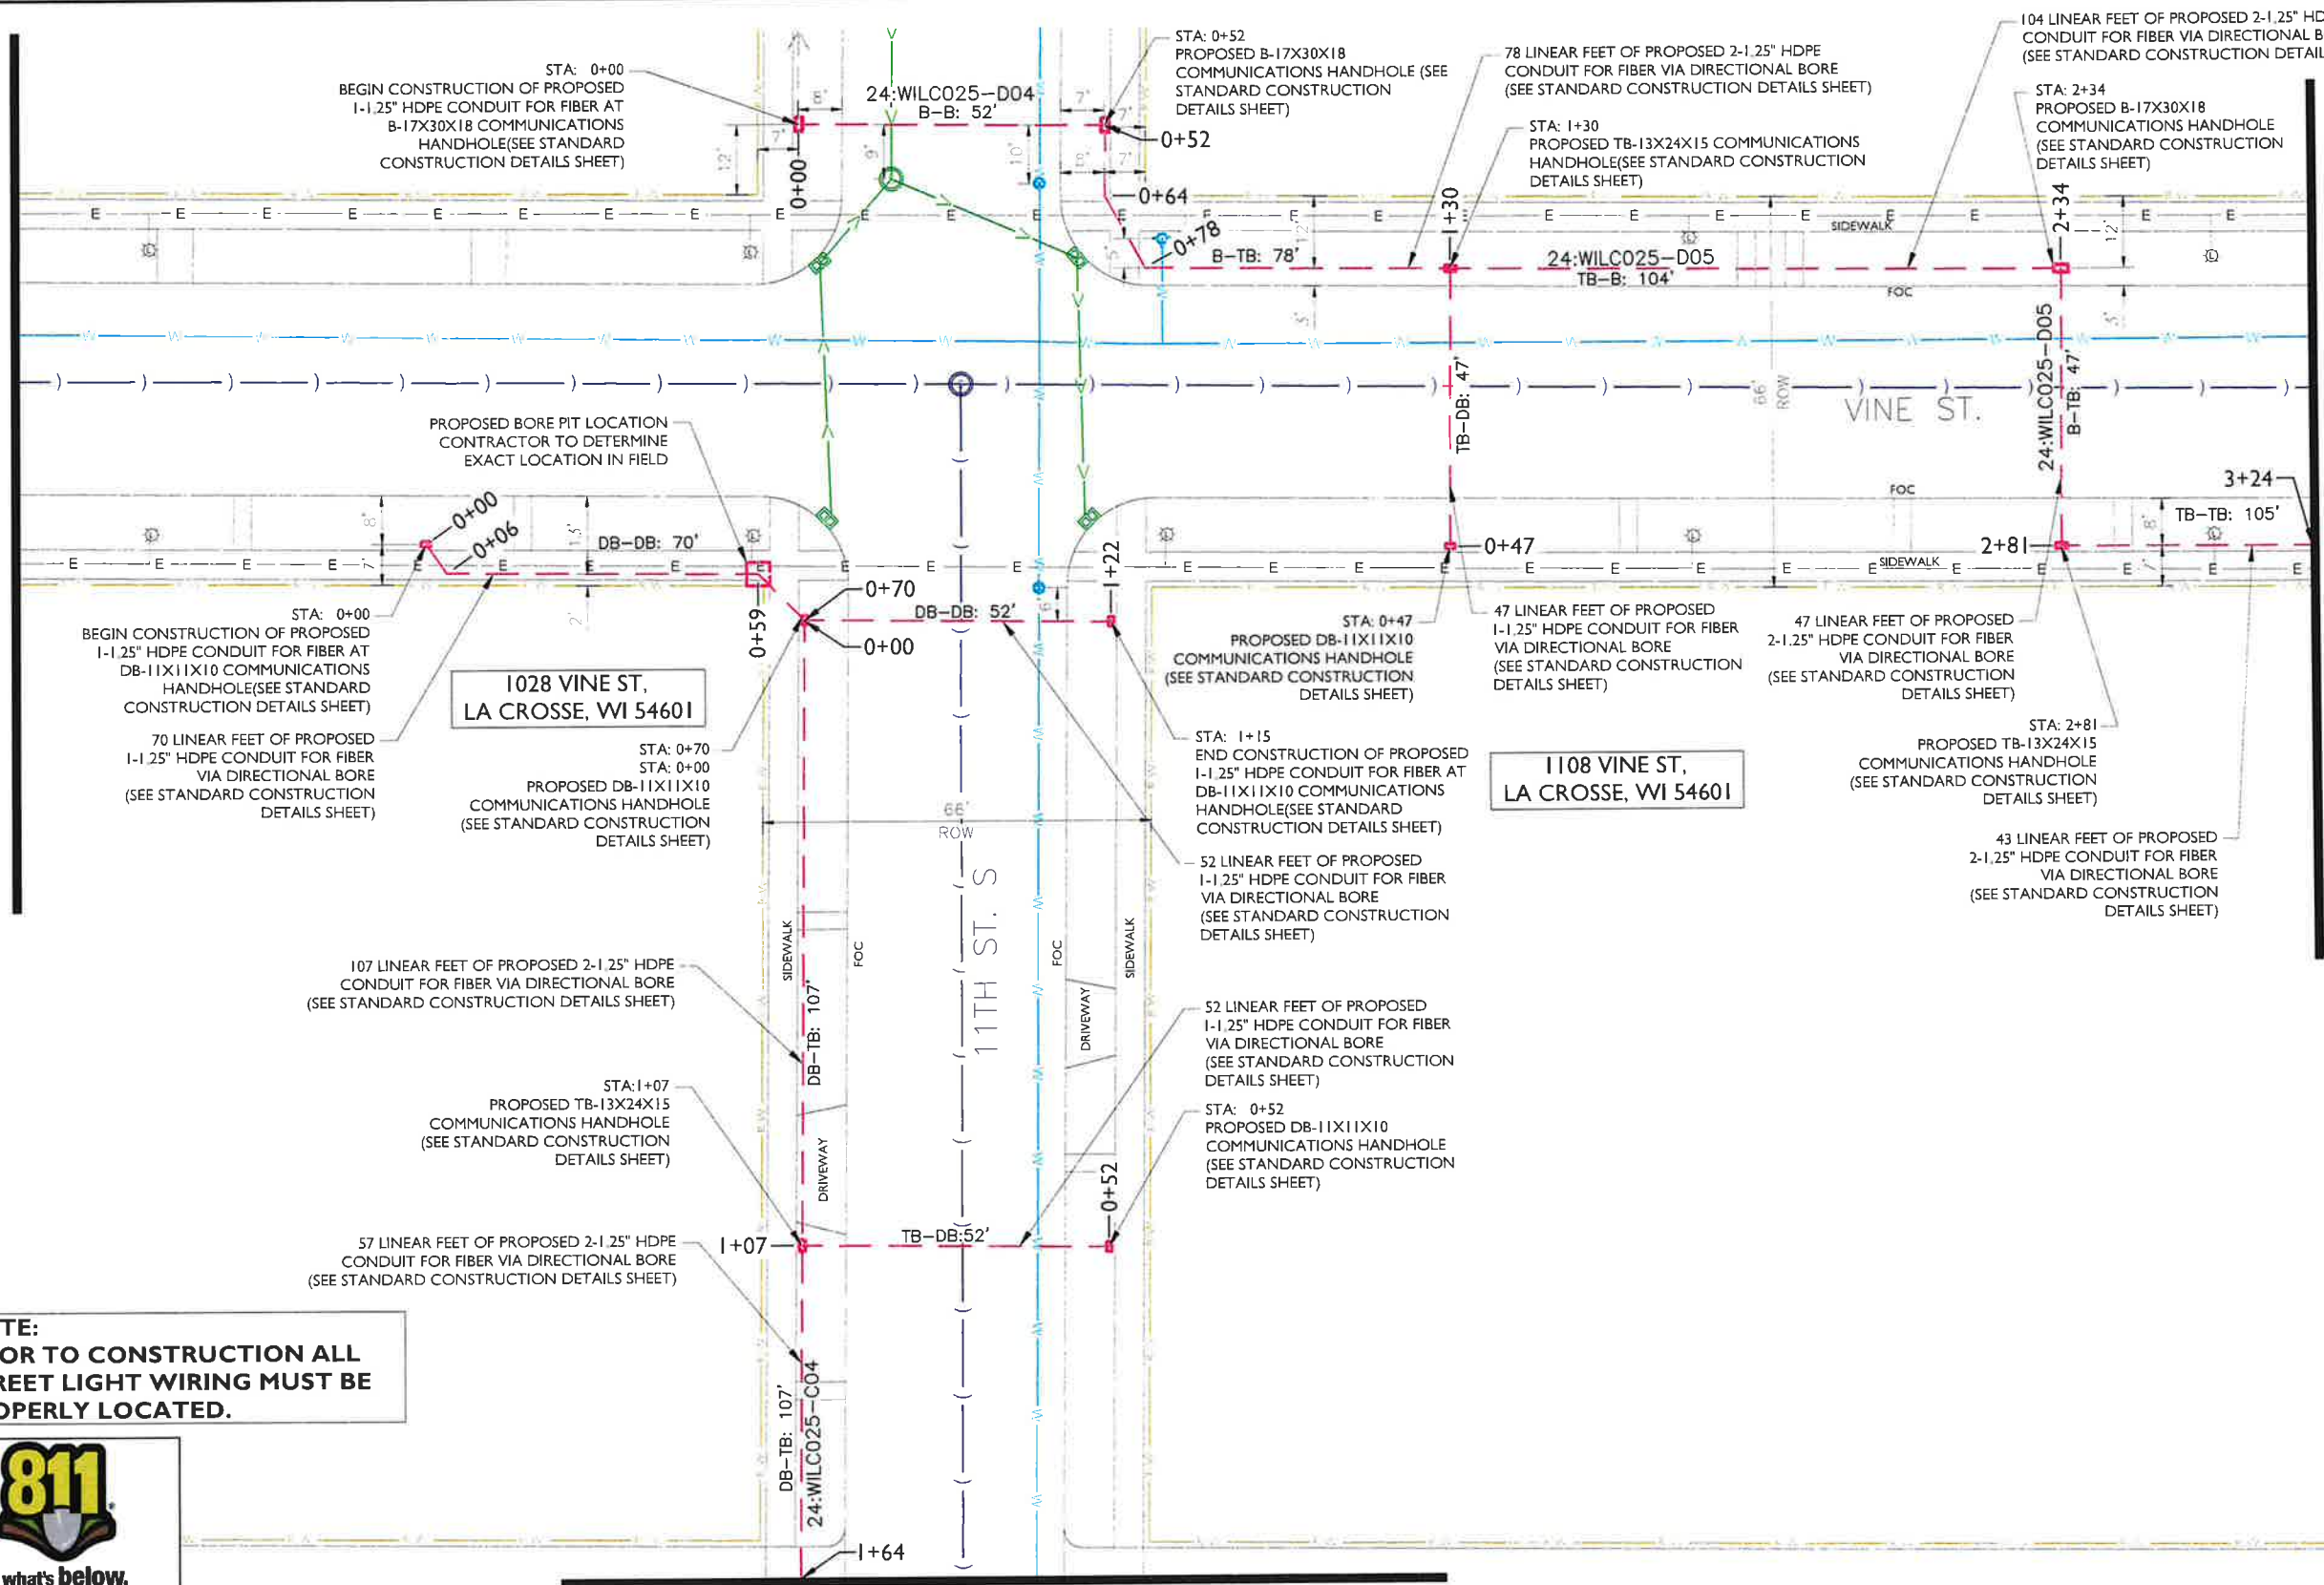 STA: 0+00
BEGIN CONSTRUCTION OF PROPOSED
1-1.25" HDPE CONDUIT FOR FIBER AT
B-17X30X18 COMMUNICATIONS
HANDHOLE(SEE STANDARD
CONSTRUCTION DETAILS SHEET)
24:WILC025-D04
B-B: 52'
8'
7'
12'
9'
10'
7'
7'
8'
7'
0+00
0+52
0+64
0+78
5'
STA: 0+52
PROPOSED B-17X30X18
COMMUNICATIONS HANDHOLE (SEE
STANDARD CONSTRUCTION
DETAILS SHEET)
78 LINEAR FEET OF PROPOSED 2-1.25" HDPE
CONDUIT FOR FIBER VIA DIRECTIONAL BORE
(SEE STANDARD CONSTRUCTION DETAILS SHEET)
STA: 1+30
PROPOSED TB-13X24X15 COMMUNICATIONS
HANDHOLE(SEE STANDARD CONSTRUCTION
DETAILS SHEET)
104 LINEAR FEET OF PROPOSED 2-1.25" HD
CONDUIT FOR FIBER VIA DIRECTIONAL B
(SEE STANDARD CONSTRUCTION DETAIL
STA: 2+34
PROPOSED B-17X30X18
COMMUNICATIONS HANDHOLE
(SEE STANDARD CONSTRUCTION
DETAILS SHEET)
1+30
2+34
SIDEWALK
12'
12'
B-TB: 78'
24:WILC025-D05
TB-B: 104'
FOC
5'
5'
TB-DB: 47'
66'
ROW
VINE ST.
24:WILC025-D05
B-TB: 47'
PROPOSED BORE PIT LOCATION
CONTRACTOR TO DETERMINE
EXACT LOCATION IN FIELD
0+00
0+06
8'
7'
15'
2'
DB-DB: 70'
0+59
0+70
0+00
DB-DB: 52'
1+22
6'
0+47
FOC
SIDEWALK
2+81
3+24
TB-TB: 105'
8'
7'
STA: 0+00
BEGIN CONSTRUCTION OF PROPOSED
1-1.25" HDPE CONDUIT FOR FIBER AT
DB-11X11X10 COMMUNICATIONS
HANDHOLE(SEE STANDARD
CONSTRUCTION DETAILS SHEET)
1028 VINE ST,
LA CROSSE, WI 54601
70 LINEAR FEET OF PROPOSED
1-1.25" HDPE CONDUIT FOR FIBER
VIA DIRECTIONAL BORE
(SEE STANDARD CONSTRUCTION
DETAILS SHEET)
STA: 0+70
STA: 0+00
PROPOSED DB-11X11X10
COMMUNICATIONS HANDHOLE
(SEE STANDARD CONSTRUCTION
DETAILS SHEET)
STA: 0+47
PROPOSED DB-11X11X10
COMMUNICATIONS HANDHOLE
(SEE STANDARD CONSTRUCTION
DETAILS SHEET)
47 LINEAR FEET OF PROPOSED
1-1.25" HDPE CONDUIT FOR FIBER
VIA DIRECTIONAL BORE
(SEE STANDARD CONSTRUCTION
DETAILS SHEET)
47 LINEAR FEET OF PROPOSED
2-1.25" HDPE CONDUIT FOR FIBER
VIA DIRECTIONAL BORE
(SEE STANDARD CONSTRUCTION
DETAILS SHEET)
STA: 1+15
END CONSTRUCTION OF PROPOSED
1-1.25" HDPE CONDUIT FOR FIBER AT
DB-11X11X10 COMMUNICATIONS
HANDHOLE(SEE STANDARD
CONSTRUCTION DETAILS SHEET)
1108 VINE ST,
LA CROSSE, WI 54601
STA: 2+81
PROPOSED TB-13X24X15
COMMUNICATIONS HANDHOLE
(SEE STANDARD CONSTRUCTION
DETAILS SHEET)
43 LINEAR FEET OF PROPOSED
2-1.25" HDPE CONDUIT FOR FIBER
VIA DIRECTIONAL BORE
(SEE STANDARD CONSTRUCTION
DETAILS SHEET)
66'
ROW
52 LINEAR FEET OF PROPOSED
1-1.25" HDPE CONDUIT FOR FIBER
VIA DIRECTIONAL BORE
(SEE STANDARD CONSTRUCTION
DETAILS SHEET)
11TH ST. S
SIDEWALK
FOC
FOC
SIDEWALK
107 LINEAR FEET OF PROPOSED 2-1.25" HDPE
CONDUIT FOR FIBER VIA DIRECTIONAL BORE
(SEE STANDARD CONSTRUCTION DETAILS SHEET)
DB-TB: 107'
DRIVEWAY
52 LINEAR FEET OF PROPOSED
1-1.25" HDPE CONDUIT FOR FIBER
VIA DIRECTIONAL BORE
(SEE STANDARD CONSTRUCTION
DETAILS SHEET)
STA:1+07
PROPOSED TB-13X24X15
COMMUNICATIONS HANDHOLE
(SEE STANDARD CONSTRUCTION
DETAILS SHEET)
DRIVEWAY
STA: 0+52
PROPOSED DB-11X11X10
COMMUNICATIONS HANDHOLE
(SEE STANDARD CONSTRUCTION
DETAILS SHEET)
0+52
57 LINEAR FEET OF PROPOSED 2-1.25" HDPE
CONDUIT FOR FIBER VIA DIRECTIONAL BORE
(SEE STANDARD CONSTRUCTION DETAILS SHEET)
1+07
TB-DB:52'
DB-TB: 107'
24:WILC025-C04
1+64
TE:
OR TO CONSTRUCTION ALL
REET LIGHT WIRING MUST BE
OPERLY LOCATED.
811
what's below.